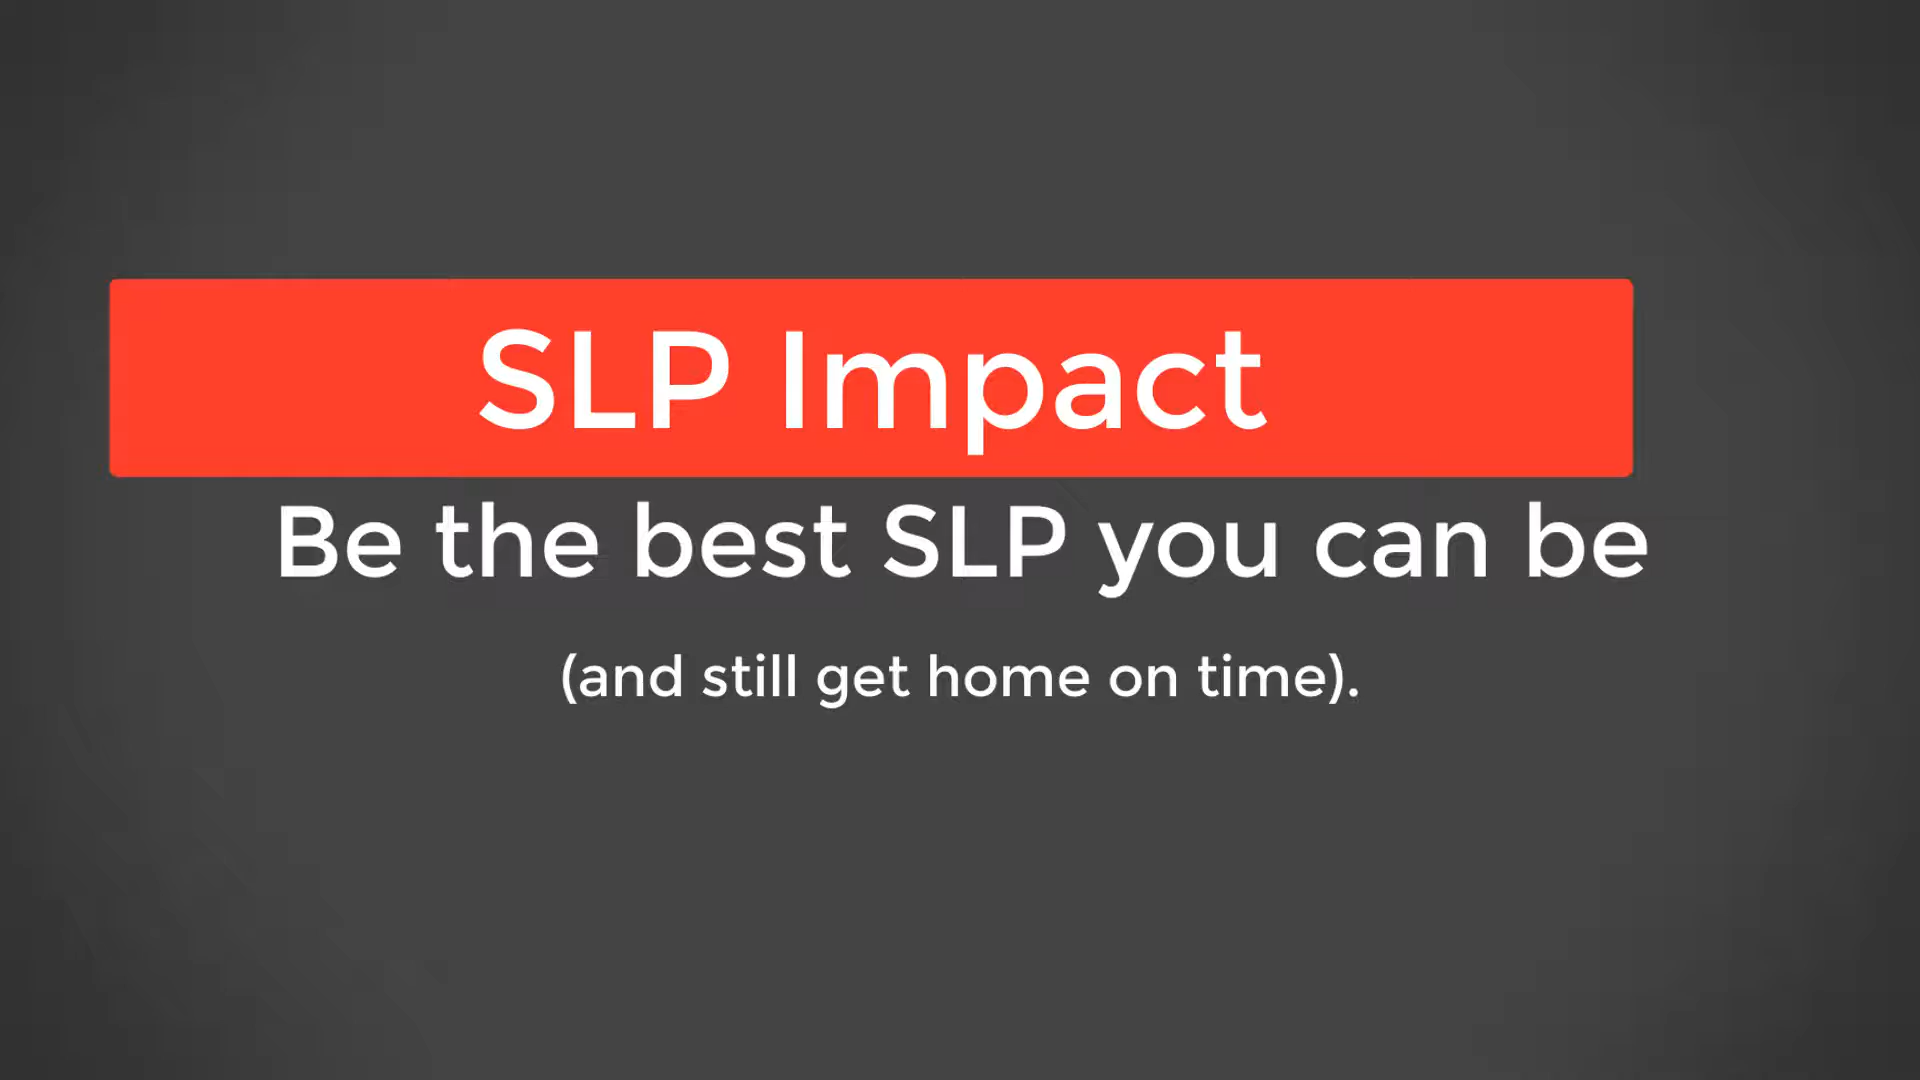 SLP Impact
Be the best SLP you can be
(and still get home on time).